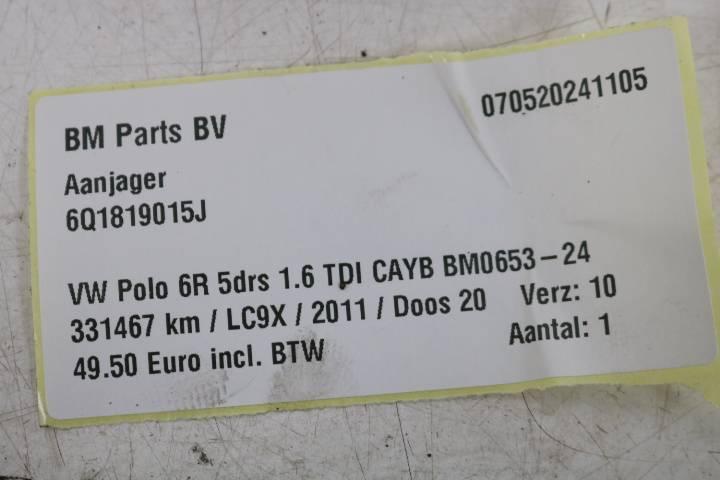 BM Parts BV 070520241105
Aanjager
6Q1819015J
VW Polo 6R 5drs 1.6 TDI CAYB BM0653-24
331467 km / LC9X / 2011 / Doos 20 Verz: 10
49.50 Euro incl. BTW Aantal: 1